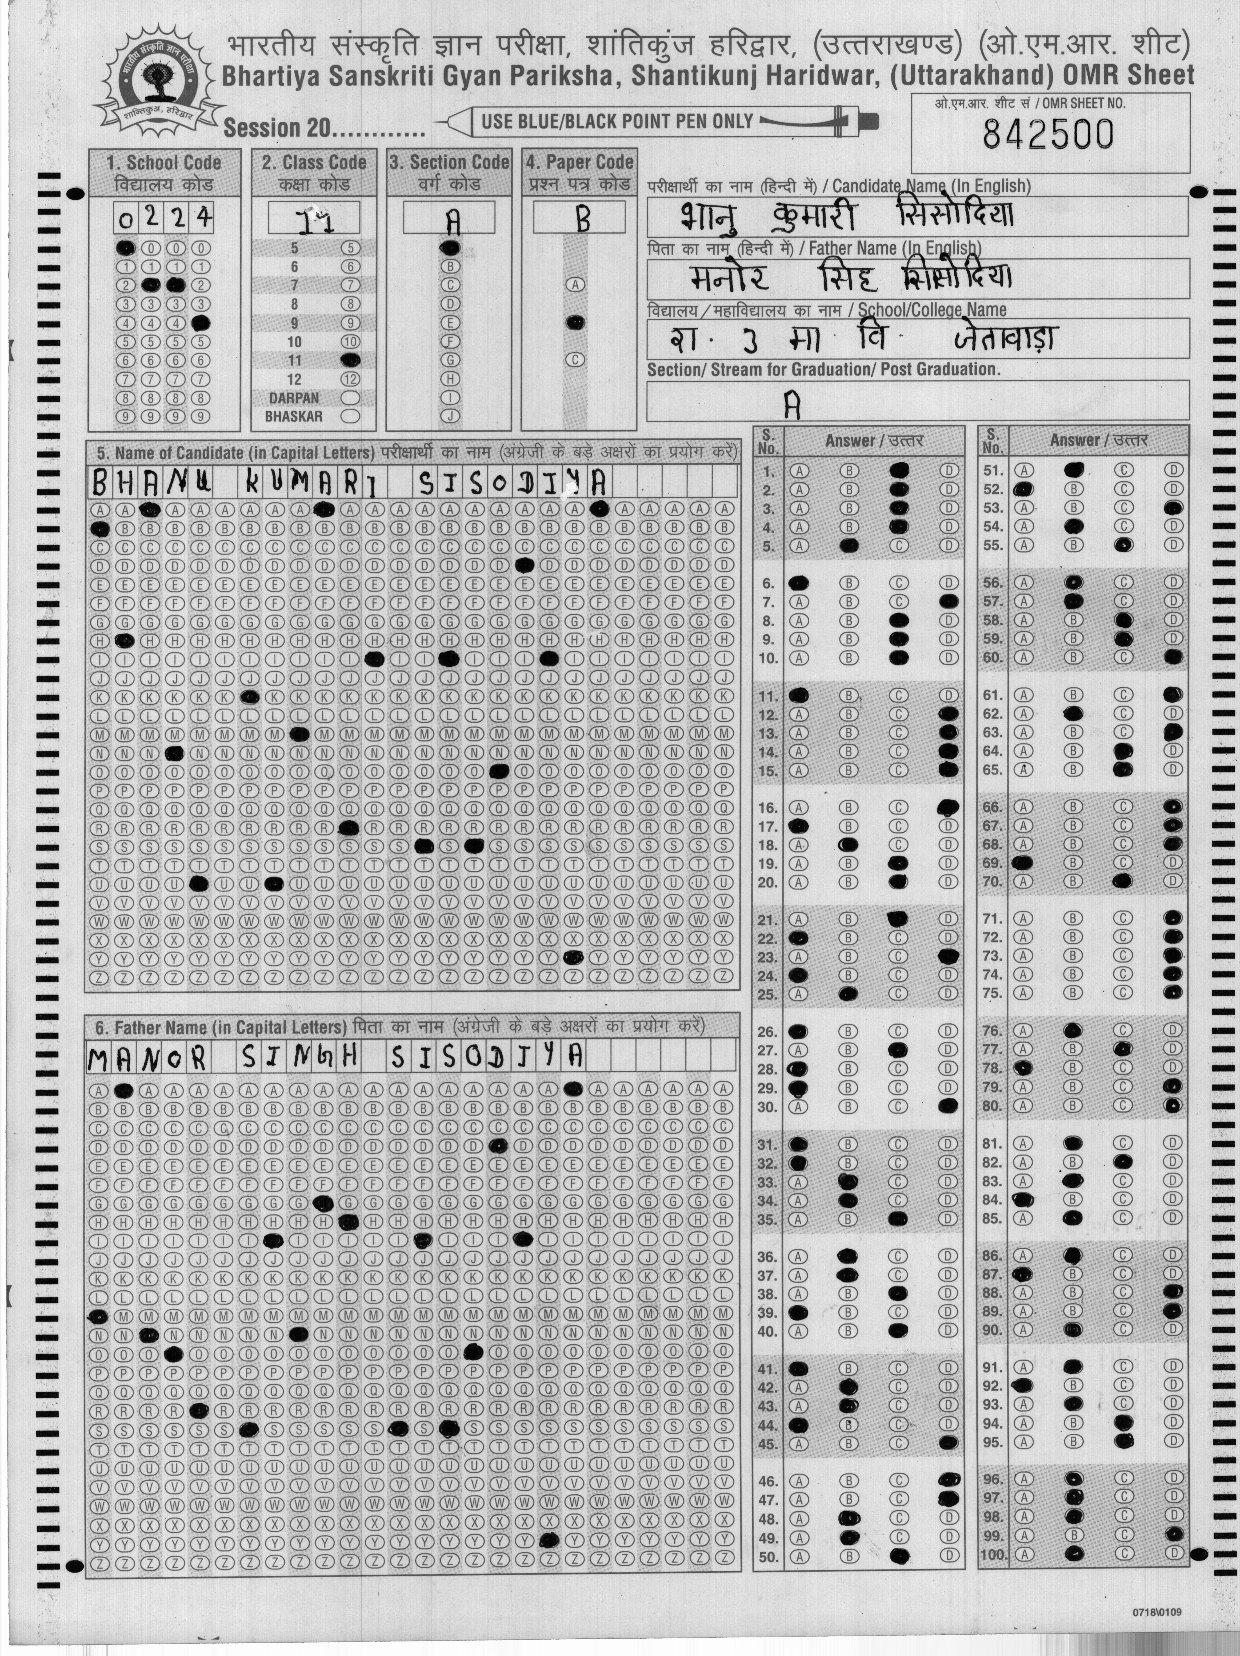 भारतीय संस्कृति ज्ञान परीक्षा, शांतिकुंज हरिद्वार, (उत्तराखण्ड) (ओ.एम.आर. शीट)
Bhartiya Sanskriti Gyan Pariksha, Shantikunj Haridwar, (Uttarakhand) OMR Sheet
Session 20............
USE BLUE/BLACK POINT PEN ONLY
ओ.एम.आर. शीट सं / OMR SHEET NO.
842500
1. School Code
विद्यालय कोड
0 2 2 4
2. Class Code
कक्षा कोड
11
5
6
7
8
9
10
11
12
DARPAN
BHASKAR
3. Section Code
वर्ग कोड
A
4. Paper Code
प्रश्न पत्र कोड
B
परीक्षार्थी का नाम (हिन्दी में) / Candidate Name (In English)
भानु कुमारी सिसोदिया
पिता का नाम (हिन्दी में) / Father Name (In English)
मनोर सिह सिसोदिया
विद्यालय/महाविद्यालय का नाम / School/College Name
रा. उ मा वि. जेतावाड़ा
Section/ Stream for Graduation/ Post Graduation.
A
5. Name of Candidate (in Capital Letters) परीक्षार्थी का नाम (अंग्रेजी के बड़े अक्षरों का प्रयोग करें)
BHANU KUMARI SISODIYA
6. Father Name (in Capital Letters) पिता का नाम (अंग्रेजी के बड़े अक्षरों का प्रयोग करें)
MANOR SINGH SISODIYA
S. No. Answer / उत्तर
S. No. Answer / उत्तर
0718\0109